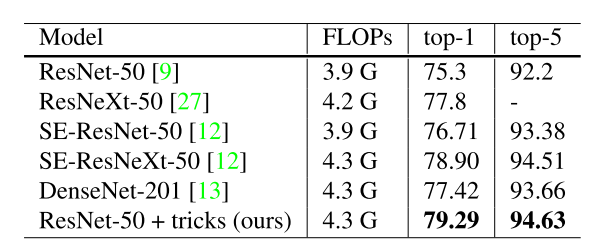 Model FLOPs top-1 top-5
ResNet-50 [9] 3.9 G 75.3 92.2
ResNeXt-50 [27] 4.2 G 77.8 -
SE-ResNet-50 [12] 3.9 G 76.71 93.38
SE-ResNeXt-50 [12] 4.3 G 78.90 94.51
DenseNet-201 [13] 4.3 G 77.42 93.66
ResNet-50 + tricks (ours) 4.3 G 79.29 94.63